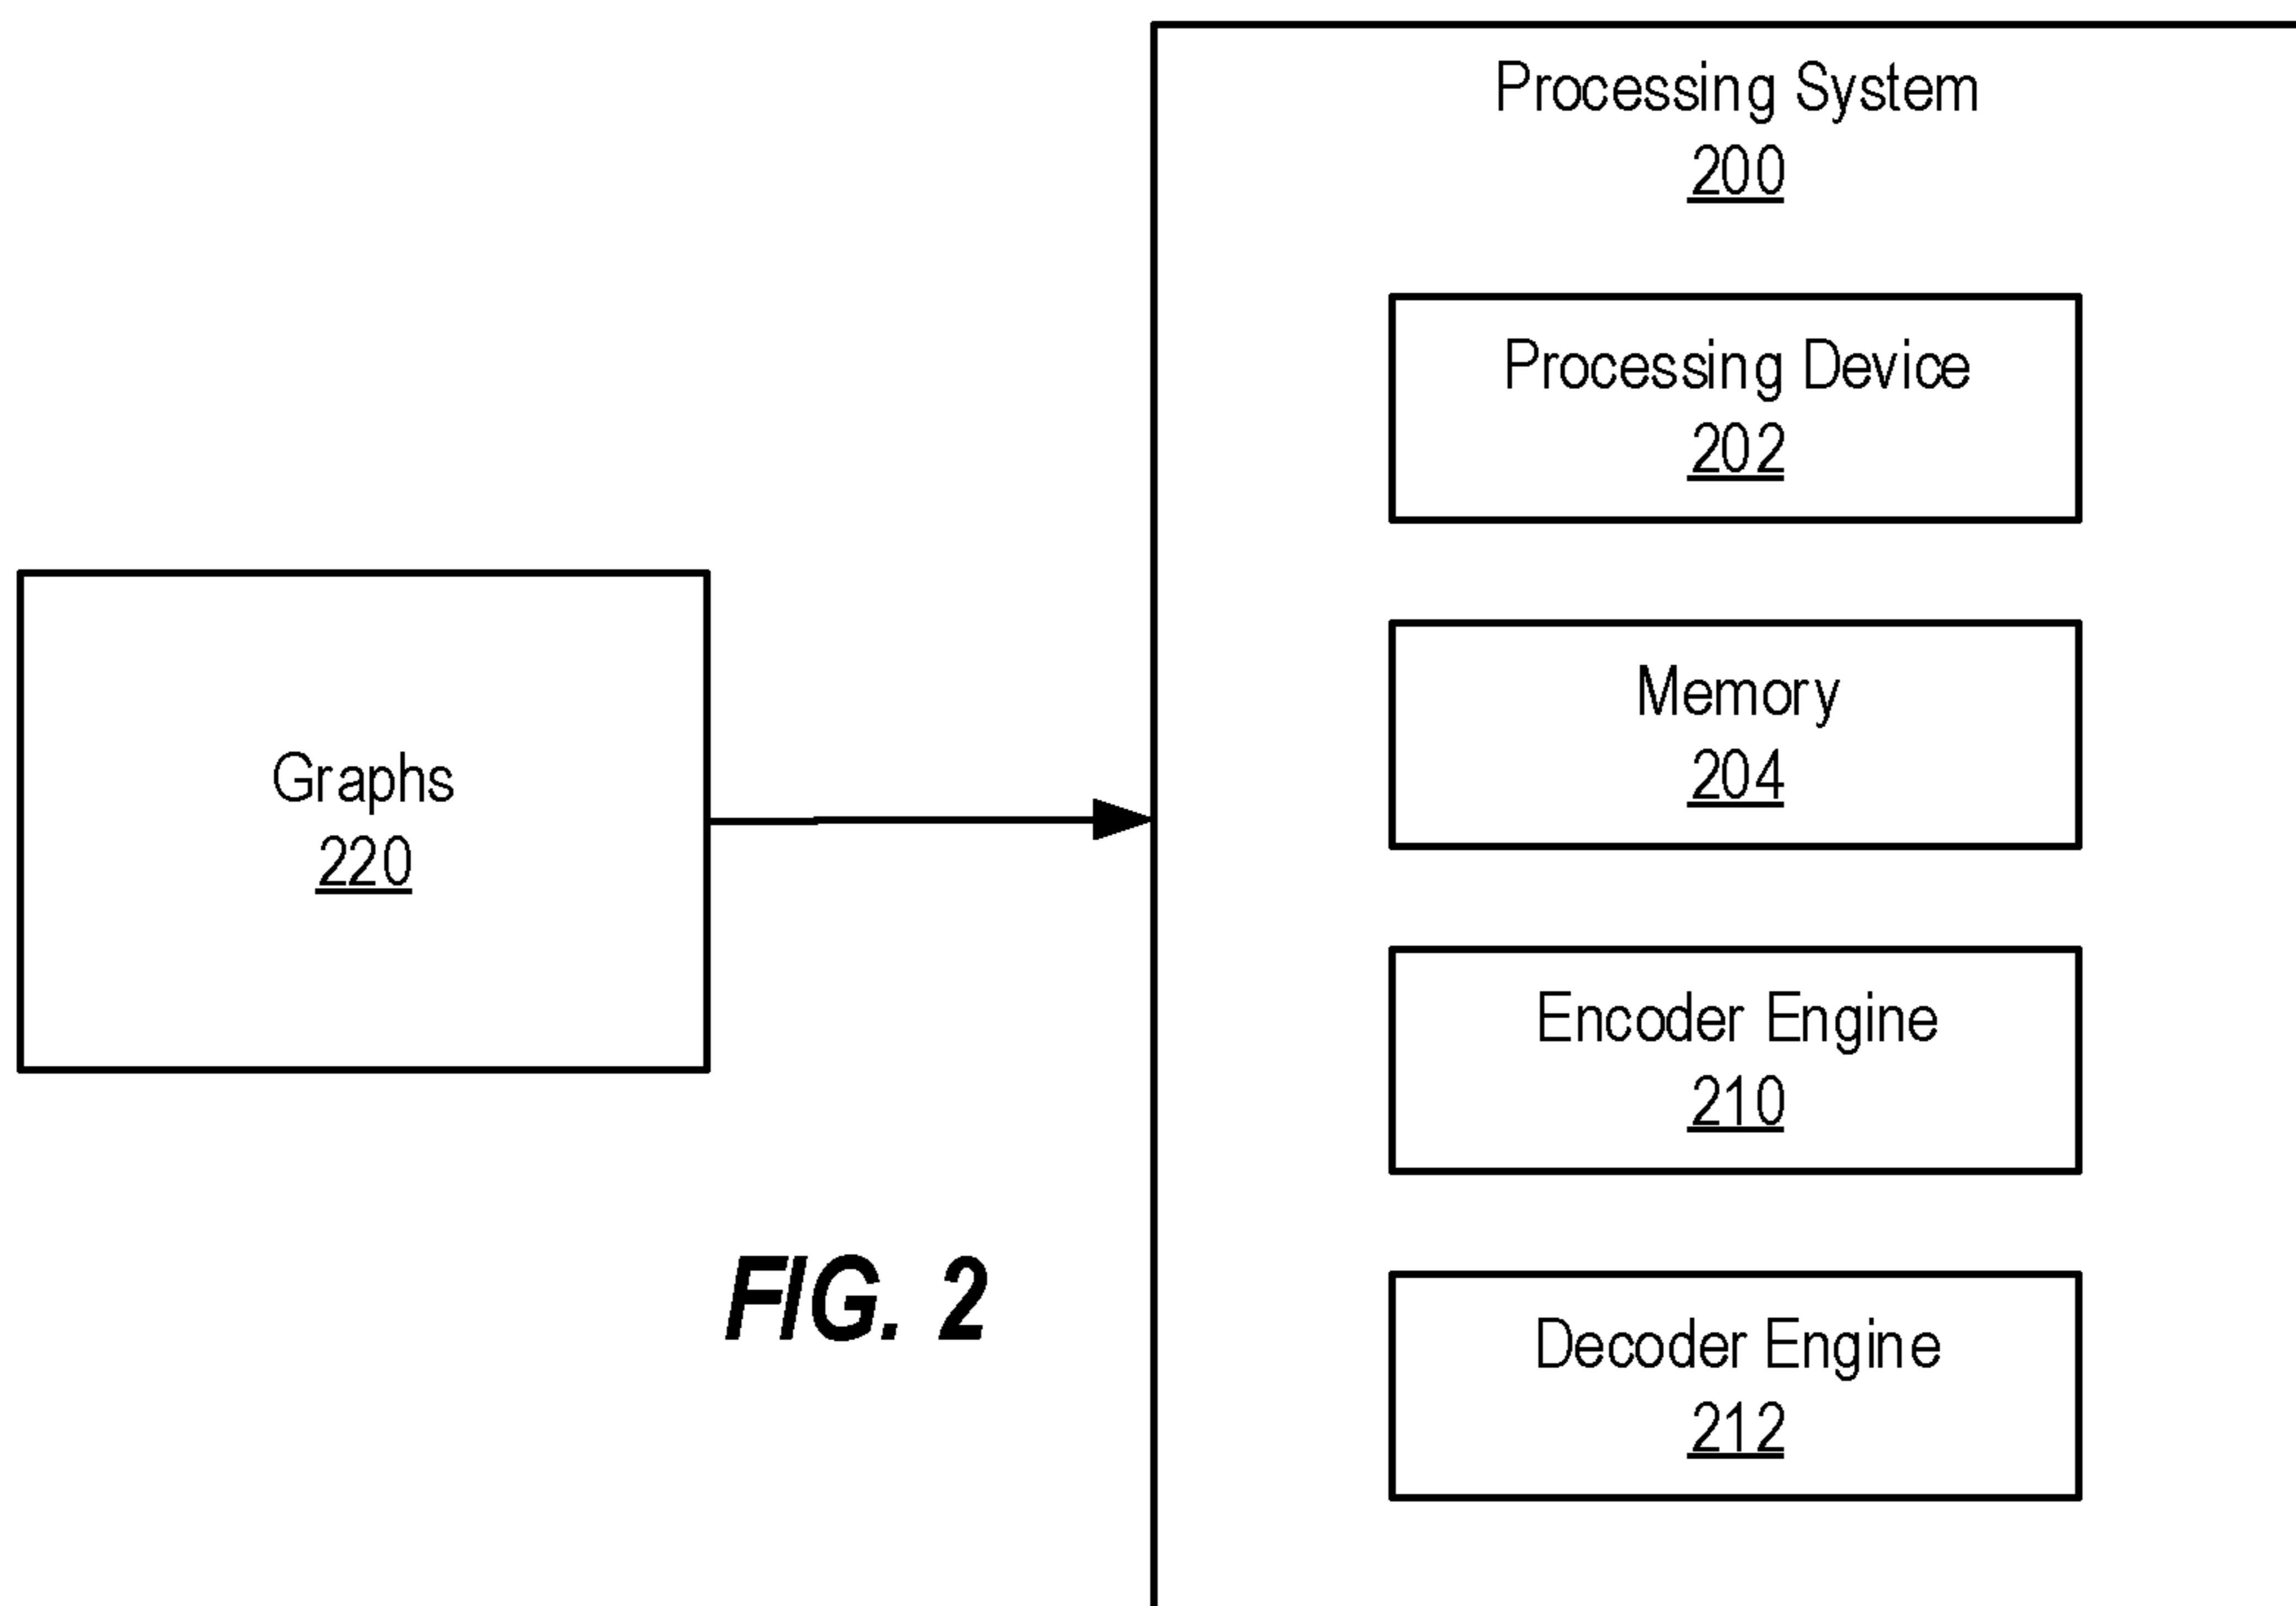 Processing System
200
Processing Device
202
Memory
204
Graphs
220
Encoder Engine
210
Decoder Engine
212
FIG. 2